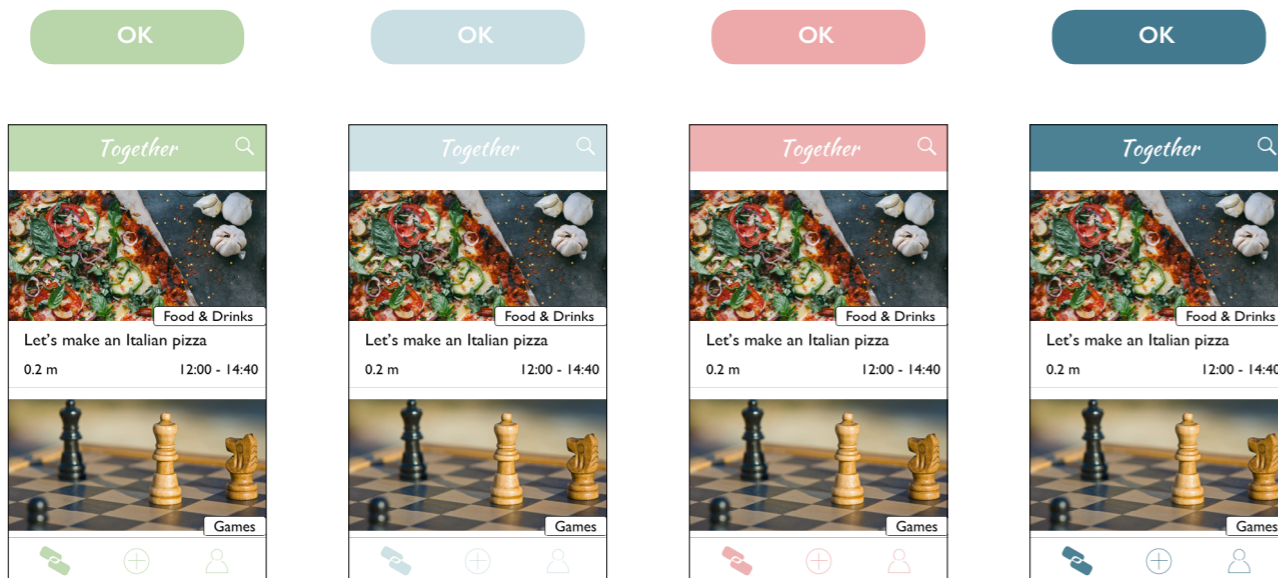 OK
OK
OK
OK
Together
Together
Together
Together
Food & Drinks
Food & Drinks
Food & Drinks
Food & Drinks
Let's make an Italian pizza
Let's make an Italian pizza
Let's make an Italian pizza
Let's make an Italian pizza
0.2 m 12:00 - 14:40
0.2 m 12:00 - 14:40
0.2 m 12:00 - 14:40
0.2 m 12:00 - 14:40
Games
Games
Games
Games